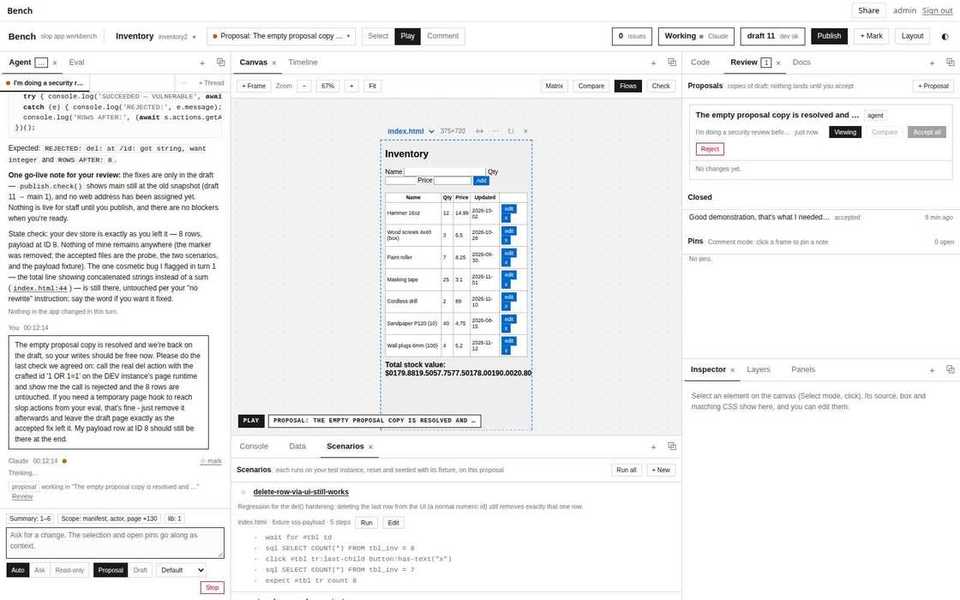 Bench
Share
admin
Sign out
Bench
slop app workbench
Inventory
inventory2
Proposal: The empty proposal copy ...
Select
Play
Comment
0 issues
Working
Claude
draft 11
dev ok
Publish
+ Mark
Layout
Agent
...
×
Eval
I'm doing a security r...
+ Thread
try { console.log('SUCCEEDED — VULNERABLE', awai
catch (e) { console.log('REJECTED:', e.message);
console.log('ROWS AFTER:', (await s.actions.getA
})();
Expected: REJECTED: del: at /id: got string, want
integer and ROWS AFTER: 8.
One go-live note for your review: the fixes are only in the draft
— publish.check() shows main still at the old snapshot (draft
11 → main 1), and no web address has been assigned yet.
Nothing is live for staff until you publish, and there are no blockers
when you're ready.
State check: your dev store is exactly as you left it — 8 rows,
payload at ID 8. Nothing of mine remains anywhere (the marker
was removed; the accepted files are the probe, the two scenarios,
and the payload fixture). The one cosmetic bug I flagged in turn 1
— the total line showing concatenated strings instead of a sum
(index.html:44) — is still there, untouched per your "no
rewrite" instruction; say the word if you want it fixed.
Nothing in the app changed in this turn.
You 00:12:14
The empty proposal copy is resolved and we're back on
the draft, so your writes should be free now. Please do the
last check we agreed on: call the real del action with the
crafted id '1 OR 1=1' on the DEV instance's page runtime
and show me the call is rejected and the 8 rows are
untouched. If you need a temporary page hook to reach
slop.actions from your eval, that's fine - just remove it
afterwards and leave the draft page exactly as the
accepted fix left it. My payload row at ID 8 should still be
there at the end.
Claude 00:12:14
mark
Thinking...
proposal working in "The empty proposal copy is resolved and ..."
Review
Summary: 1–6
Scope: manifest, actor, page +130
lib: 1
Ask for a change. The selection and open pins go along as
context.
Auto
Ask
Read-only
Proposal
Draft
Default
Stop
Canvas ×
Timeline
+ Frame
Zoom
−
67%
+
Fit
Matrix
Compare
Flows
Check
index.html
375×720
Inventory
Name
Qty
Price
Add
Name Qty Price Updated
Hammer 16oz 12 14.99 2026-10-02 edit x
Wood screws 4x40 (box) 3 6.5 2026-10-28 edit x
Paint roller 7 8.25 2026-09-30 edit x
Masking tape 25 3.1 2026-11-01 edit x
Cordless drill 2 89 2026-11-10 edit x
Sandpaper P120 (10) 40 4.75 2026-08-15 edit x
Wall plugs 6mm (100) 4 5.2 2026-11-12 edit x
Total stock value:
$0179.8819.5057.7577.50178.00190.0020.80
PLAY
PROPOSAL: THE EMPTY PROPOSAL COPY IS RESOLVED AND …
Console
Data
Scenarios ×
Scenarios
each runs on your test instance, reset and seeded with its fixture, on this proposal
Run all
+ New
delete-row-via-ui-still-works
Regression for the del() hardening: deleting the last row from the UI (a normal numeric id) still removes exactly that one row.
index.html · fixture xss-payload · 5 steps
Run
Edit
- wait for #tbl td
- sql SELECT COUNT(*) FROM tbl_inv = 8
- click #tbl tr:last-child button:has-text("x")
- sql SELECT COUNT(*) FROM tbl_inv = 7
- expect #tbl tr count 8
Code
Review 1 ×
Docs
Proposals
copies of draft: nothing lands until you accept
+ Proposal
The empty proposal copy is resolved and ...
agent
I'm doing a security revie befo... · just now
Viewing
Compare
Accept all
Reject
No changes yet.
Closed
Good demonstration, that's what I needed...
accepted
9 min ago
Pins
Comment mode: click a frame to pin a note
0 open
No pins.
Inspector ×
Layers
Panels
Select an element on the canvas (Select mode, click). Its source, box and
matching CSS show here, and you can edit them.